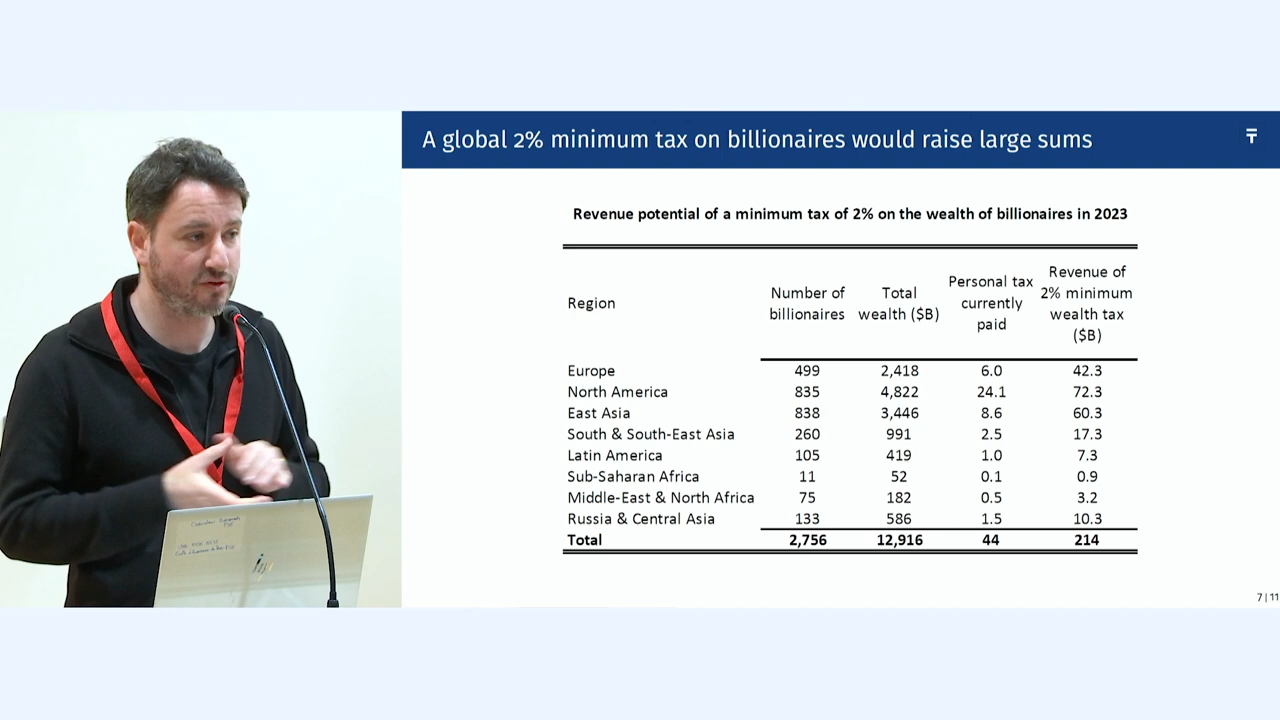 A global 2% minimum tax on billionaires would raise large sums
Revenue potential of a minimum tax of 2% on the wealth of billionaires in 2023
Region Number of billionaires Total wealth ($B) Personal tax currently paid Revenue of 2% minimum wealth tax ($B)
Europe 499 2,418 6.0 42.3
North America 835 4,822 24.1 72.3
East Asia 838 3,446 8.6 60.3
South & South-East Asia 260 991 2.5 17.3
Latin America 105 419 1.0 7.3
Sub-Saharan Africa 11 52 0.1 0.9
Middle-East & North Africa 75 182 0.5 3.2
Russia & Central Asia 133 586 1.5 10.3
Total 2,756 12,916 44 214
7 | 11